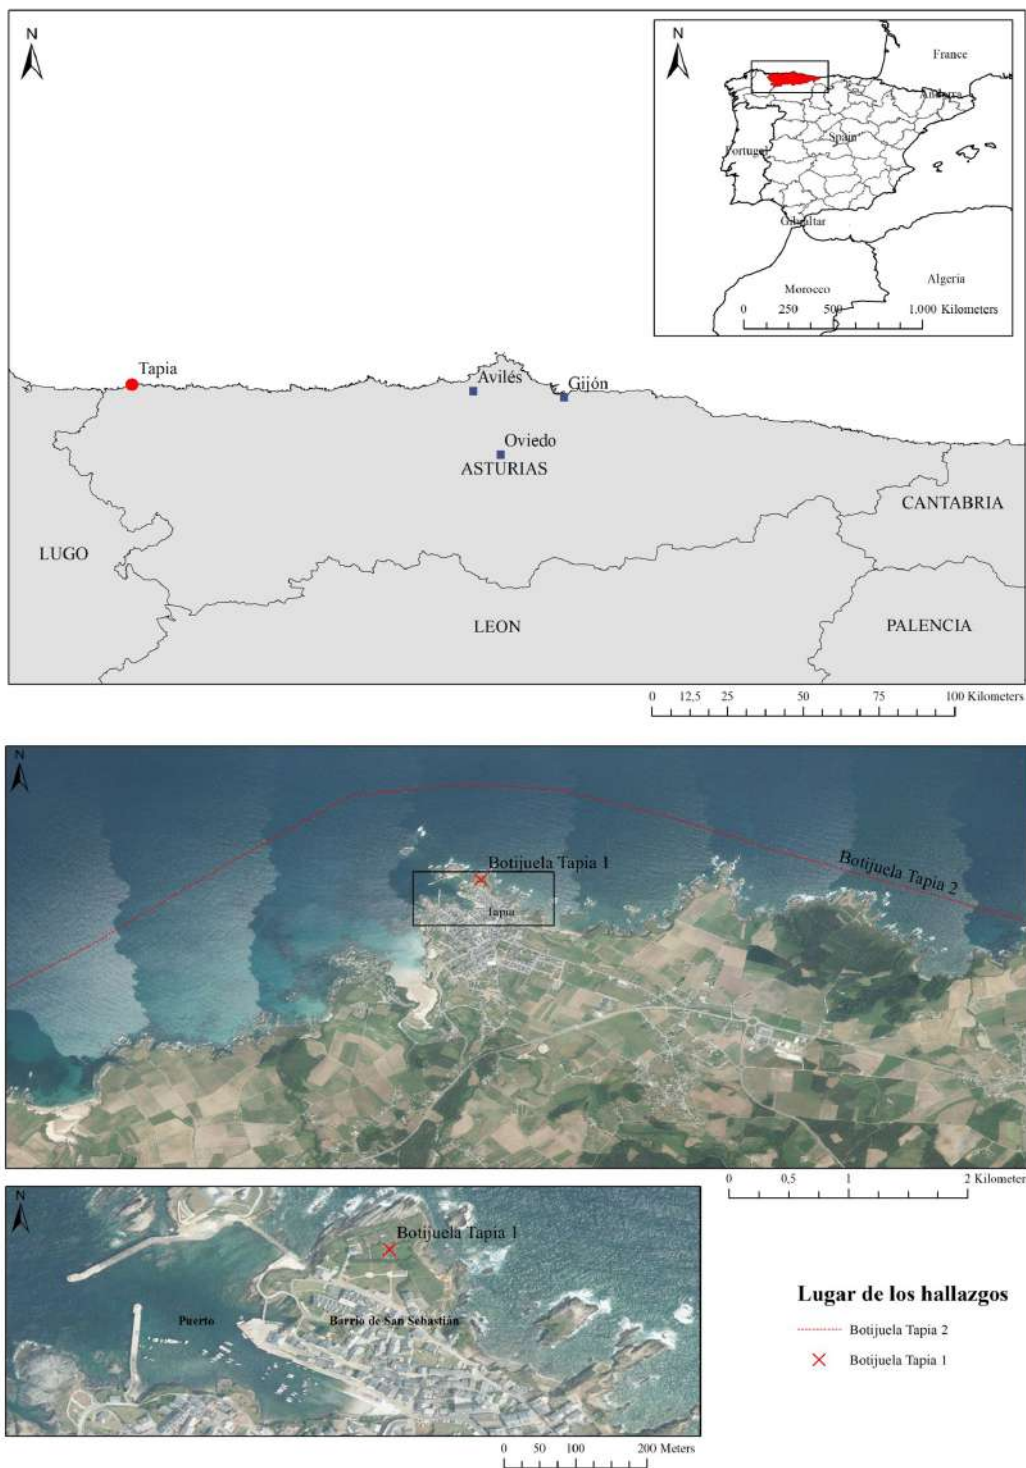 N
N
France
Andorra
Spain
Portugal
Gibraltar
Morocco
Algeria
0 250 500 1.000 Kilometers
Tapia
Avilés
Gijón
Oviedo
ASTURIAS
CANTABRIA
LUGO
LEON
PALENCIA
0 12,5 25 50 75 100 Kilometers
N
Botijuela Tapia 1
Botijuela Tapia 2
Tapia
0 0,5 1 2 Kilometer
N
Botijuela Tapia 1
Puerto
Barrio de San Sebastián
0 50 100 200 Meters
Lugar de los hallazgos
Botijuela Tapia 2
Botijuela Tapia 1